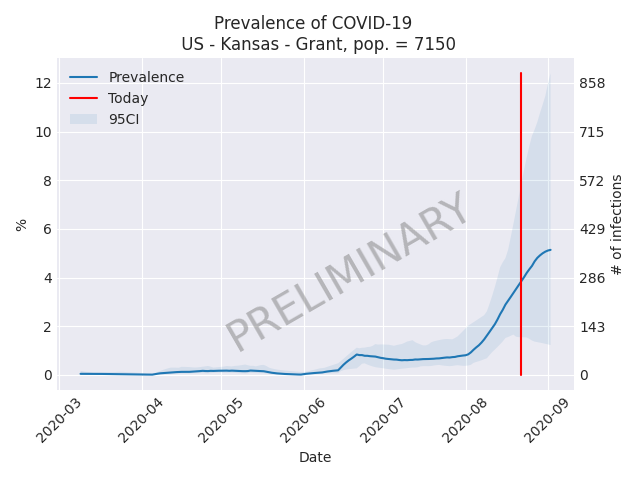 Prevalence of COVID-19
US - Kansas - Grant, pop. = 7150
Prevalence
Today
95CI
12
10
8
6
4
2
0
%
858
715
572
429
286
143
0
# of infections
PRELIMINARY
2020-03
2020-04
2020-05
2020-06
2020-07
2020-08
2020-09
Date